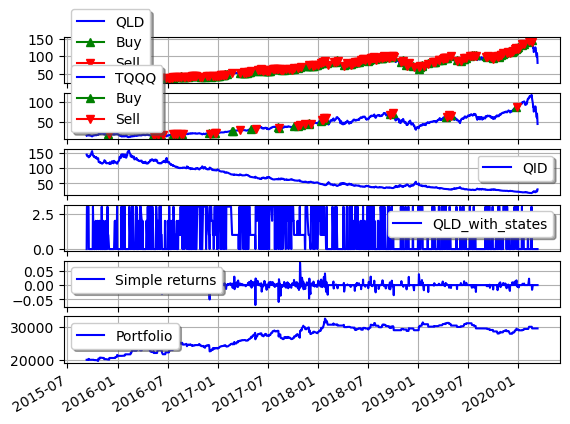 QLD
Buy
Sell
150
100
50
TQQQ
Buy
Sell
100
50
150
100
50
QID
2.5
0.0
QLD_with_states
0.05
0.00
−0.05
Simple returns
30000
20000
Portfolio
2015-07
2016-01
2016-07
2017-01
2017-07
2018-01
2018-07
2019-01
2019-07
2020-01